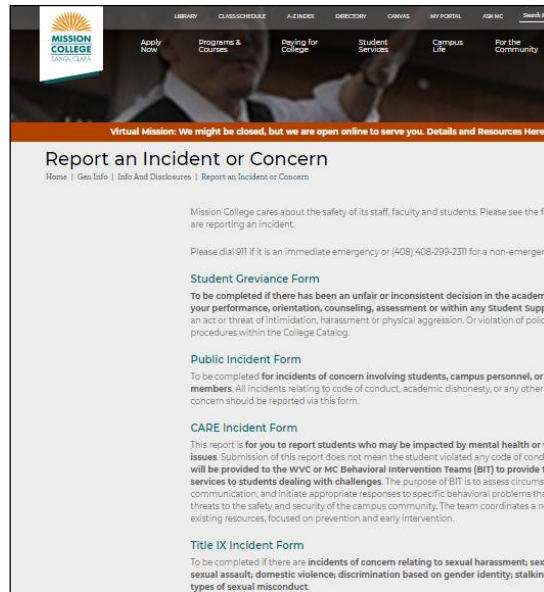 LIBRARY CLASS SCHEDULE A-Z INDEX DIRECTORY CANVAS MY PORTAL ASK MC Search
MISSION
COLLEGE
SANTA CLARA
Apply
Now
Programs &
Courses
Paying for
College
Student
Services
Campus
Life
For the
Community
Virtual Mission: We might be closed, but we are open online to serve you. Details and Resources Here
Report an Incident or Concern
Home | Gen Info | Info And Disclosures | Report an Incident or Concern
Mission College cares about the safety of its staff, faculty and students. Please see the
are reporting an incident.
Please dial 911 if it is an immediate emergency or (408) 408-299-2311 for a non-emergen
Student Greviance Form
To be completed if there has been an unfair or inconsistent decision in the academ
your performance, orientation, counseling, assessment or within any Student Supp
an act or threat of intimidation, harassment or physical aggression. Or violation of polic
procedures within the College Catalog.
Public Incident Form
To be completed for incidents of concern involving students, campus personnel, or
members. All incidents relating to code of conduct, academic dishonesty, or any other
concern should be reported via this form.
CARE Incident Form
This report is for you to report students who may be impacted by mental health or
issues. Submission of this report does not mean the student violated any code of cond
will be provided to the WVC or MC Behavioral Intervention Teams (BIT) to provide
services to students dealing with challenges. The purpose of BIT is to assess circums
communication, and initiate appropriate responses to specific behavioral problems tha
threats to the safety and security of the campus community. The team coordinates a
existing resources, focused on prevention and early intervention.
Title IX Incident Form
To be completed if there are incidents of concern relating to sexual harassment; sex
sexual assault; domestic violence; discrimination based on gender identity; stalkin
types of sexual misconduct.